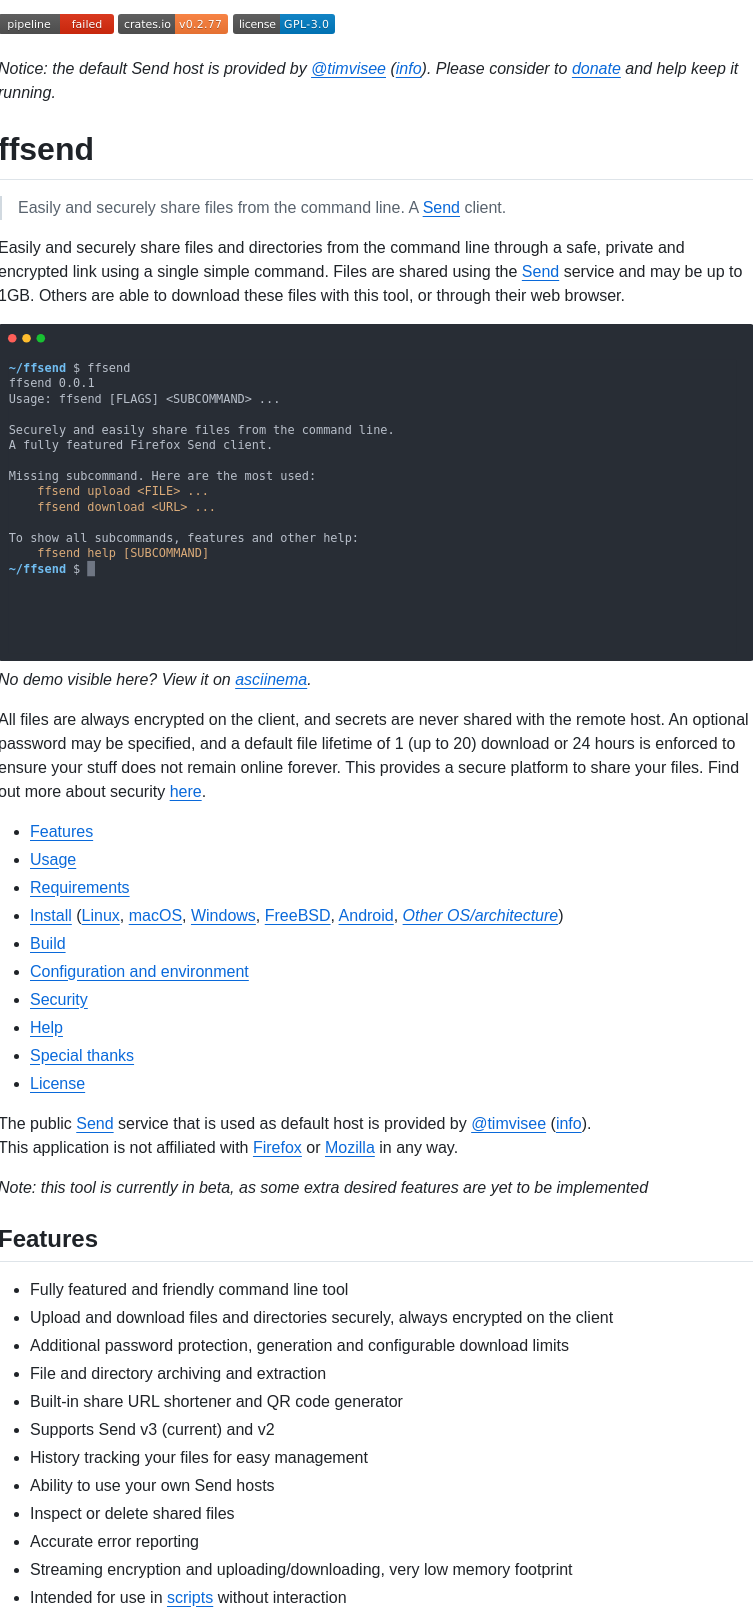 pipeline failed crates.io v0.2.77 license GPL-3.0
Notice: the default Send host is provided by @timvisee (info). Please consider to donate and help keep it
running.
ffsend
Easily and securely share files from the command line. A Send client.
Easily and securely share files and directories from the command line through a safe, private and
encrypted link using a single simple command. Files are shared using the Send service and may be up to
1GB. Others are able to download these files with this tool, or through their web browser.
~/ffsend $ ffsend
ffsend 0.0.1
Usage: ffsend [FLAGS] <SUBCOMMAND> ...
Securely and easily share files from the command line.
A fully featured Firefox Send client.
Missing subcommand. Here are the most used:
ffsend upload <FILE> ...
ffsend download <URL> ...
To show all subcommands, features and other help:
ffsend help [SUBCOMMAND]
~/ffsend $
No demo visible here? View it on asciinema.
All files are always encrypted on the client, and secrets are never shared with the remote host. An optional
password may be specified, and a default file lifetime of 1 (up to 20) download or 24 hours is enforced to
ensure your stuff does not remain online forever. This provides a secure platform to share your files. Find
out more about security here.
Features
Usage
Requirements
Install (Linux, macOS, Windows, FreeBSD, Android, Other OS/architecture)
Build
Configuration and environment
Security
Help
Special thanks
License
The public Send service that is used as default host is provided by @timvisee (info).
This application is not affiliated with Firefox or Mozilla in any way.
Note: this tool is currently in beta, as some extra desired features are yet to be implemented
Features
Fully featured and friendly command line tool
Upload and download files and directories securely, always encrypted on the client
Additional password protection, generation and configurable download limits
File and directory archiving and extraction
Built-in share URL shortener and QR code generator
Supports Send v3 (current) and v2
History tracking your files for easy management
Ability to use your own Send hosts
Inspect or delete shared files
Accurate error reporting
Streaming encryption and uploading/downloading, very low memory footprint
Intended for use in scripts without interaction